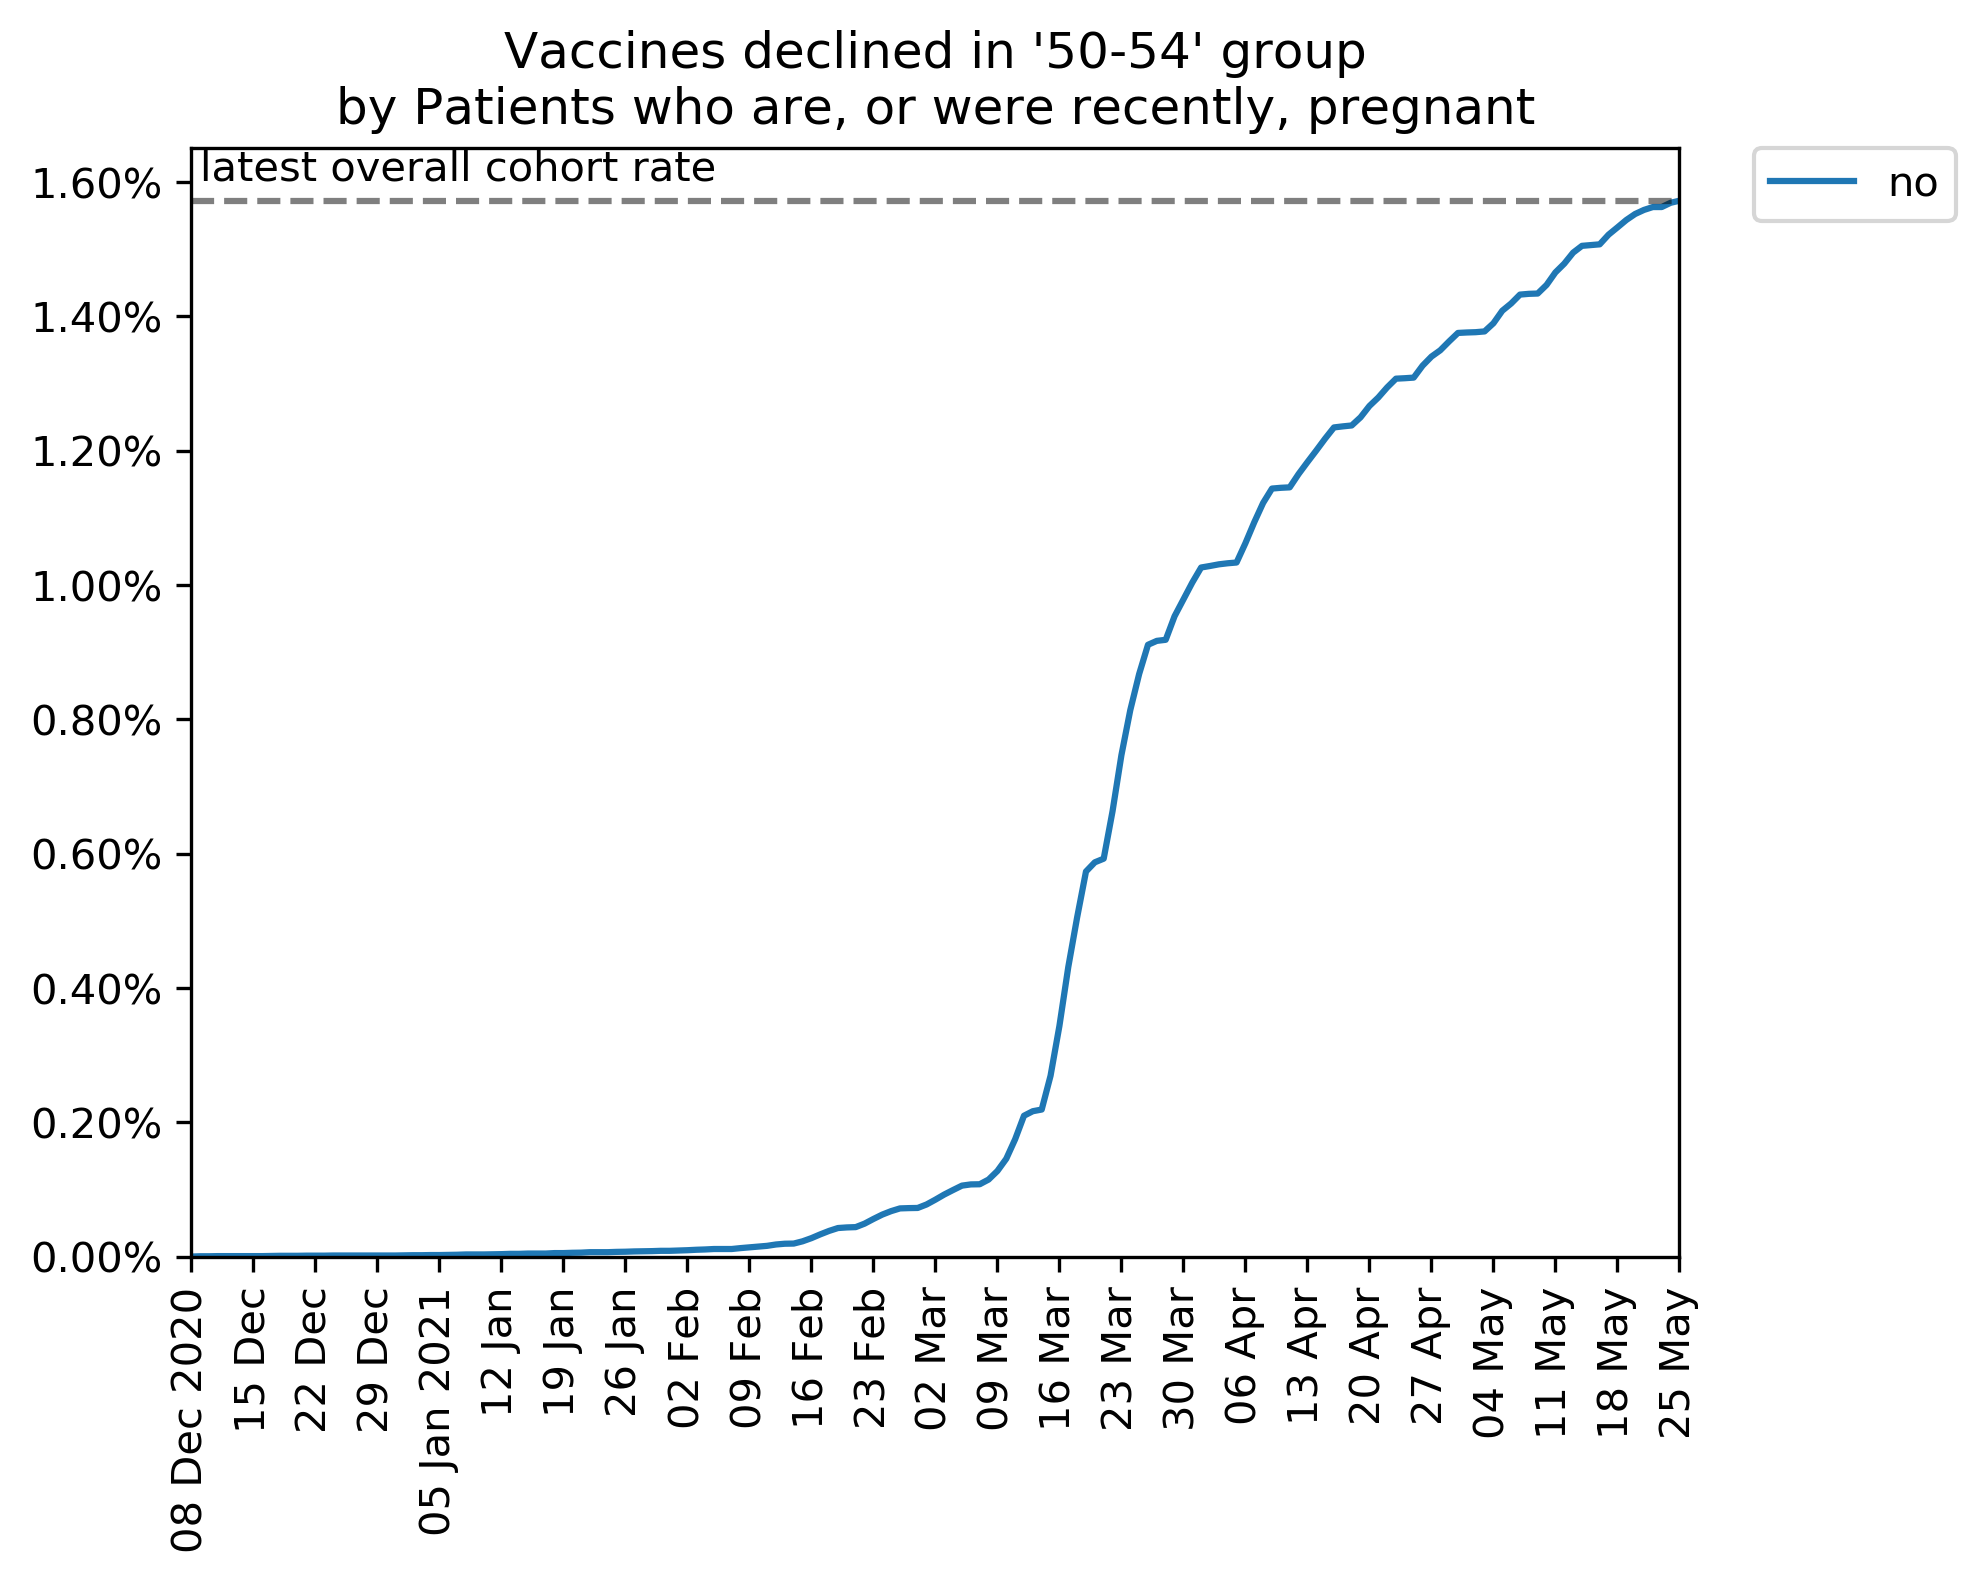 Vaccines declined in '50-54' group
by Patients who are, or were recently, pregnant
latest overall cohort rate
no
1.60%
1.40%
1.20%
1.00%
0.80%
0.60%
0.40%
0.20%
0.00%
08 Dec 2020
15 Dec
22 Dec
29 Dec
05 Jan 2021
12 Jan
19 Jan
26 Jan
02 Feb
09 Feb
16 Feb
23 Feb
02 Mar
09 Mar
16 Mar
23 Mar
30 Mar
06 Apr
13 Apr
20 Apr
27 Apr
04 May
11 May
18 May
25 May